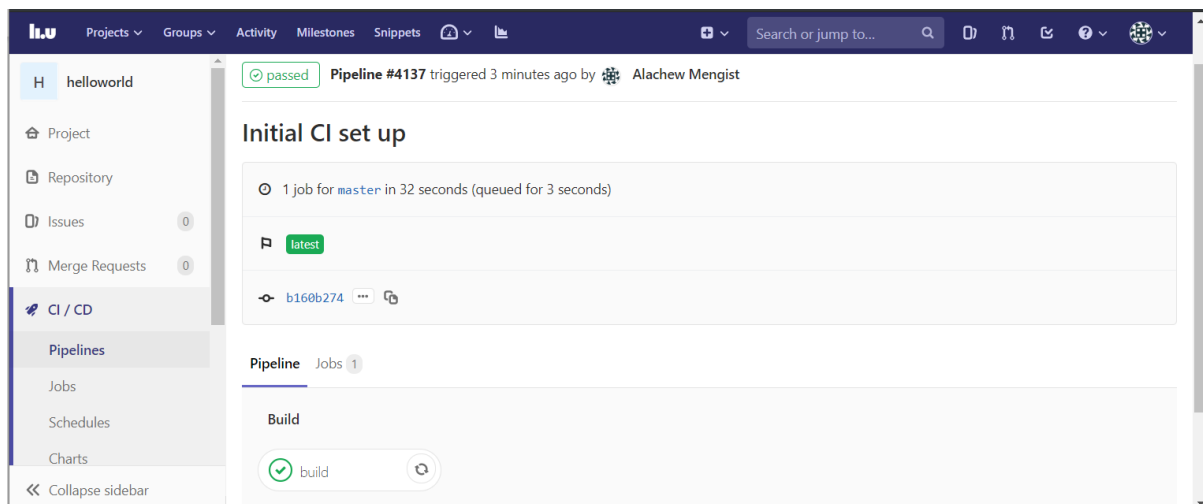 li.u Projects Groups Activity Milestones Snippets Search or jump to...
H helloworld
Project
Repository
Issues 0
Merge Requests 0
CI / CD
Pipelines
Jobs
Schedules
Charts
Collapse sidebar
passed Pipeline #4137 triggered 3 minutes ago by Alachew Mengist
Initial CI set up
1 job for master in 32 seconds (queued for 3 seconds)
latest
b160b274
Pipeline Jobs 1
Build
build